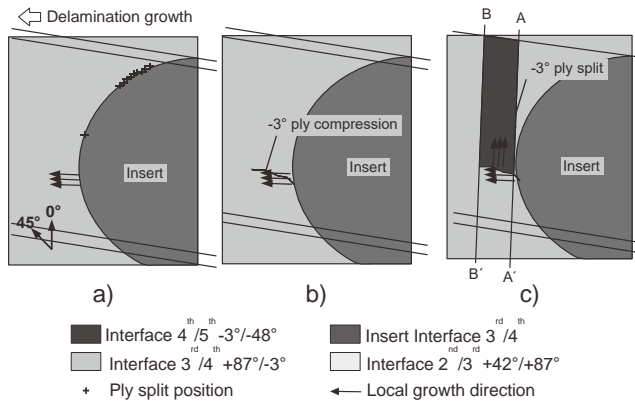 Delamination growth
B A
-3° ply split
-3° ply compression
Insert
Insert
0°
45°
B´ A´
a) b) c)
Interface 4th/5th -3°/-48°
Insert Interface 3rd/4th
Interface 3rd/4th +87°/-3°
Interface 2nd/3rd +42°/+87°
Ply split position
Local growth direction